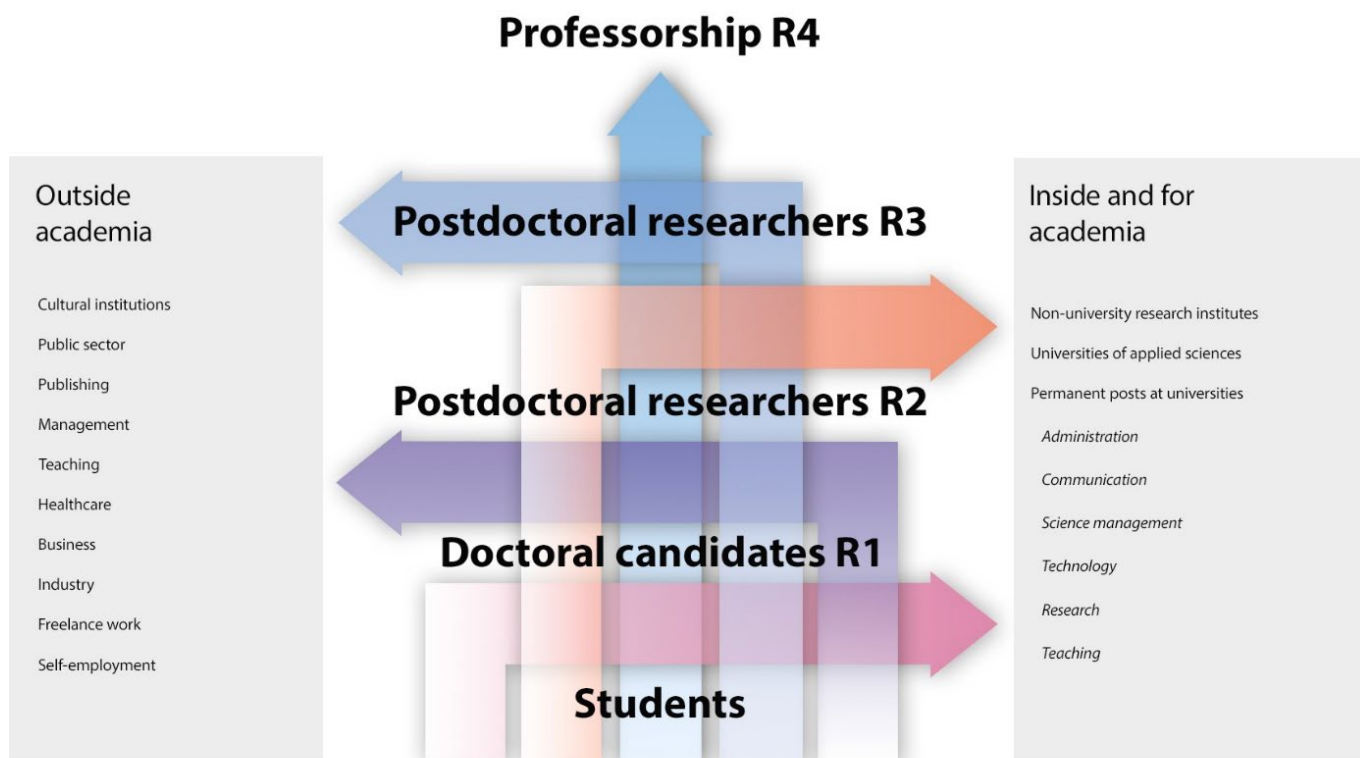 Professorship R4
Outside
academia
Cultural institutions
Public sector
Publishing
Management
Teaching
Healthcare
Business
Industry
Freelance work
Self-employment
Postdoctoral researchers R3
Postdoctoral researchers R2
Doctoral candidates R1
Students
Inside and for
academia
Non-university research institutes
Universities of applied sciences
Permanent posts at universities
Administration
Communication
Science management
Technology
Research
Teaching